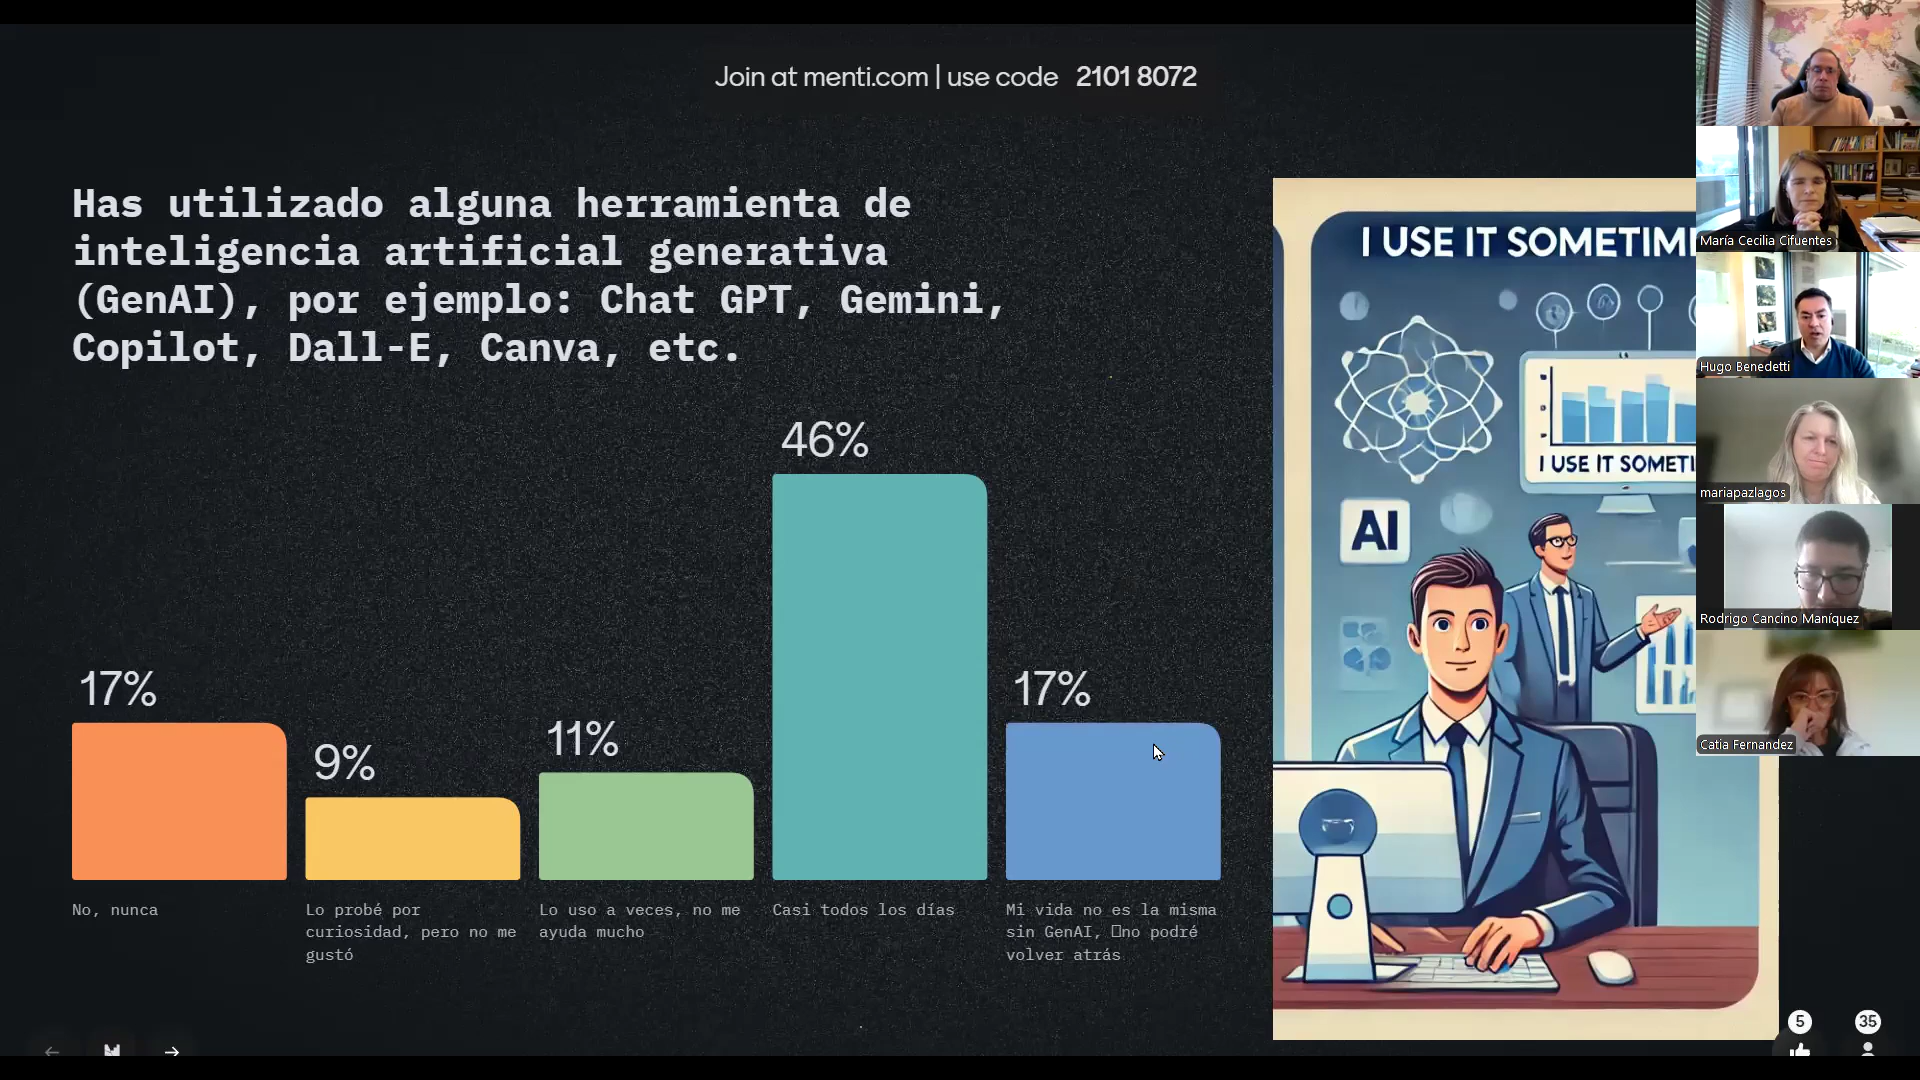 Join at menti.com | use code 2101 8072
Has utilizado alguna herramienta de
inteligencia artificial generativa
(GenAI), por ejemplo: Chat GPT, Gemini,
Copilot, Dall-E, Canva, etc.
17%
9%
11%
46%
17%
No, nunca
Lo probé por
curiosidad, pero no me
gustó
Lo uso a veces, no me
ayuda mucho
Casi todos los días
Mi vida no es la misma
sin GenAI, no podré
volver atrás
I USE IT SOMETIM
I USE IT SOMETI
AI
María Cecilia Cifuentes
Hugo Benedetti
mariapazlagos
Rodrigo Cancino Maníquez
Catia Fernandez
5
35